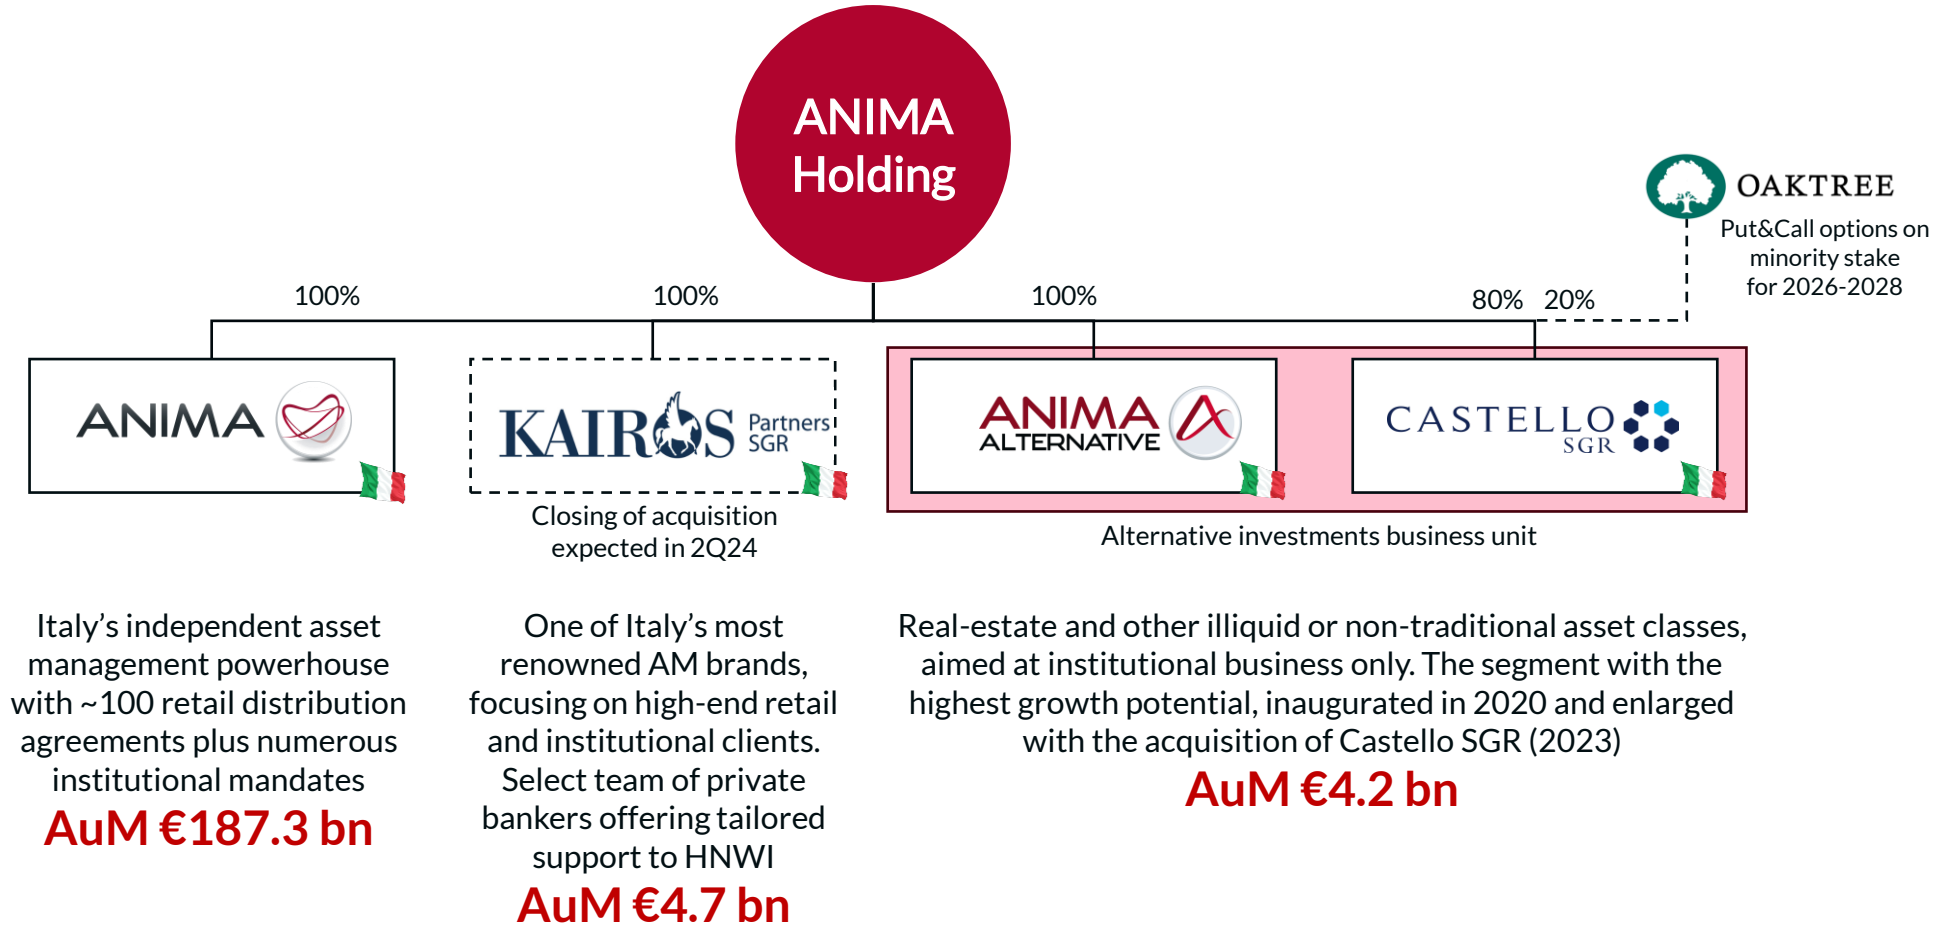 ANIMA
Holding
OAKTREE
Put&Call options on
minority stake
for 2026-2028
100%
100%
100%
80%
20%
ANIMA
KAIROS Partners
SGR
ANIMA
ALTERNATIVE
CASTELLO
SGR
Closing of acquisition
expected in 2Q24
Alternative investments business unit
Italy’s independent asset
management powerhouse
with ~100 retail distribution
agreements plus numerous
institutional mandates
AuM €187.3 bn
One of Italy’s most
renowned AM brands,
focusing on high-end retail
and institutional clients.
Select team of private
bankers offering tailored
support to HNWI
AuM €4.7 bn
Real-estate and other illiquid or non-traditional asset classes,
aimed at institutional business only. The segment with the
highest growth potential, inaugurated in 2020 and enlarged
with the acquisition of Castello SGR (2023)
AuM €4.2 bn